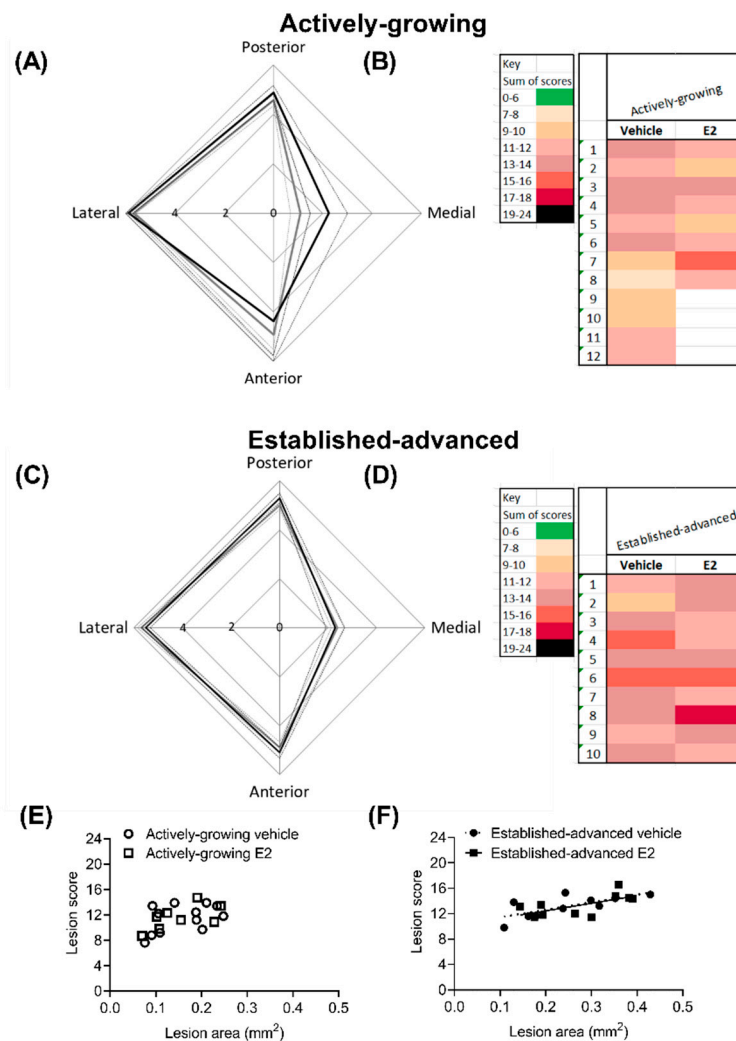 Actively-growing
(A)
Posterior
Lateral
4 2 0
Medial
Anterior
(B)
Key
Sum of scores
0-6
7-8
9-10
11-12
13-14
15-16
17-18
19-24
Actively-growing
Vehicle E2
1
2
3
4
5
6
7
8
9
10
11
12
Established-advanced
(C)
Posterior
Lateral
4 2 0
Medial
Anterior
(D)
Key
Sum of scores
0-6
7-8
9-10
11-12
13-14
15-16
17-18
19-24
Established-advanced
Vehicle E2
1
2
3
4
5
6
7
8
9
10
(E)
Actively-growing vehicle
Actively-growing E2
Lesion score
24
20
16
12
8
4
0
0.0 0.1 0.2 0.3 0.4 0.5
Lesion area (mm²)
(F)
Established-advanced vehicle
Established-advanced E2
Lesion score
24
20
16
12
8
4
0
0.0 0.1 0.2 0.3 0.4 0.5
Lesion area (mm²)